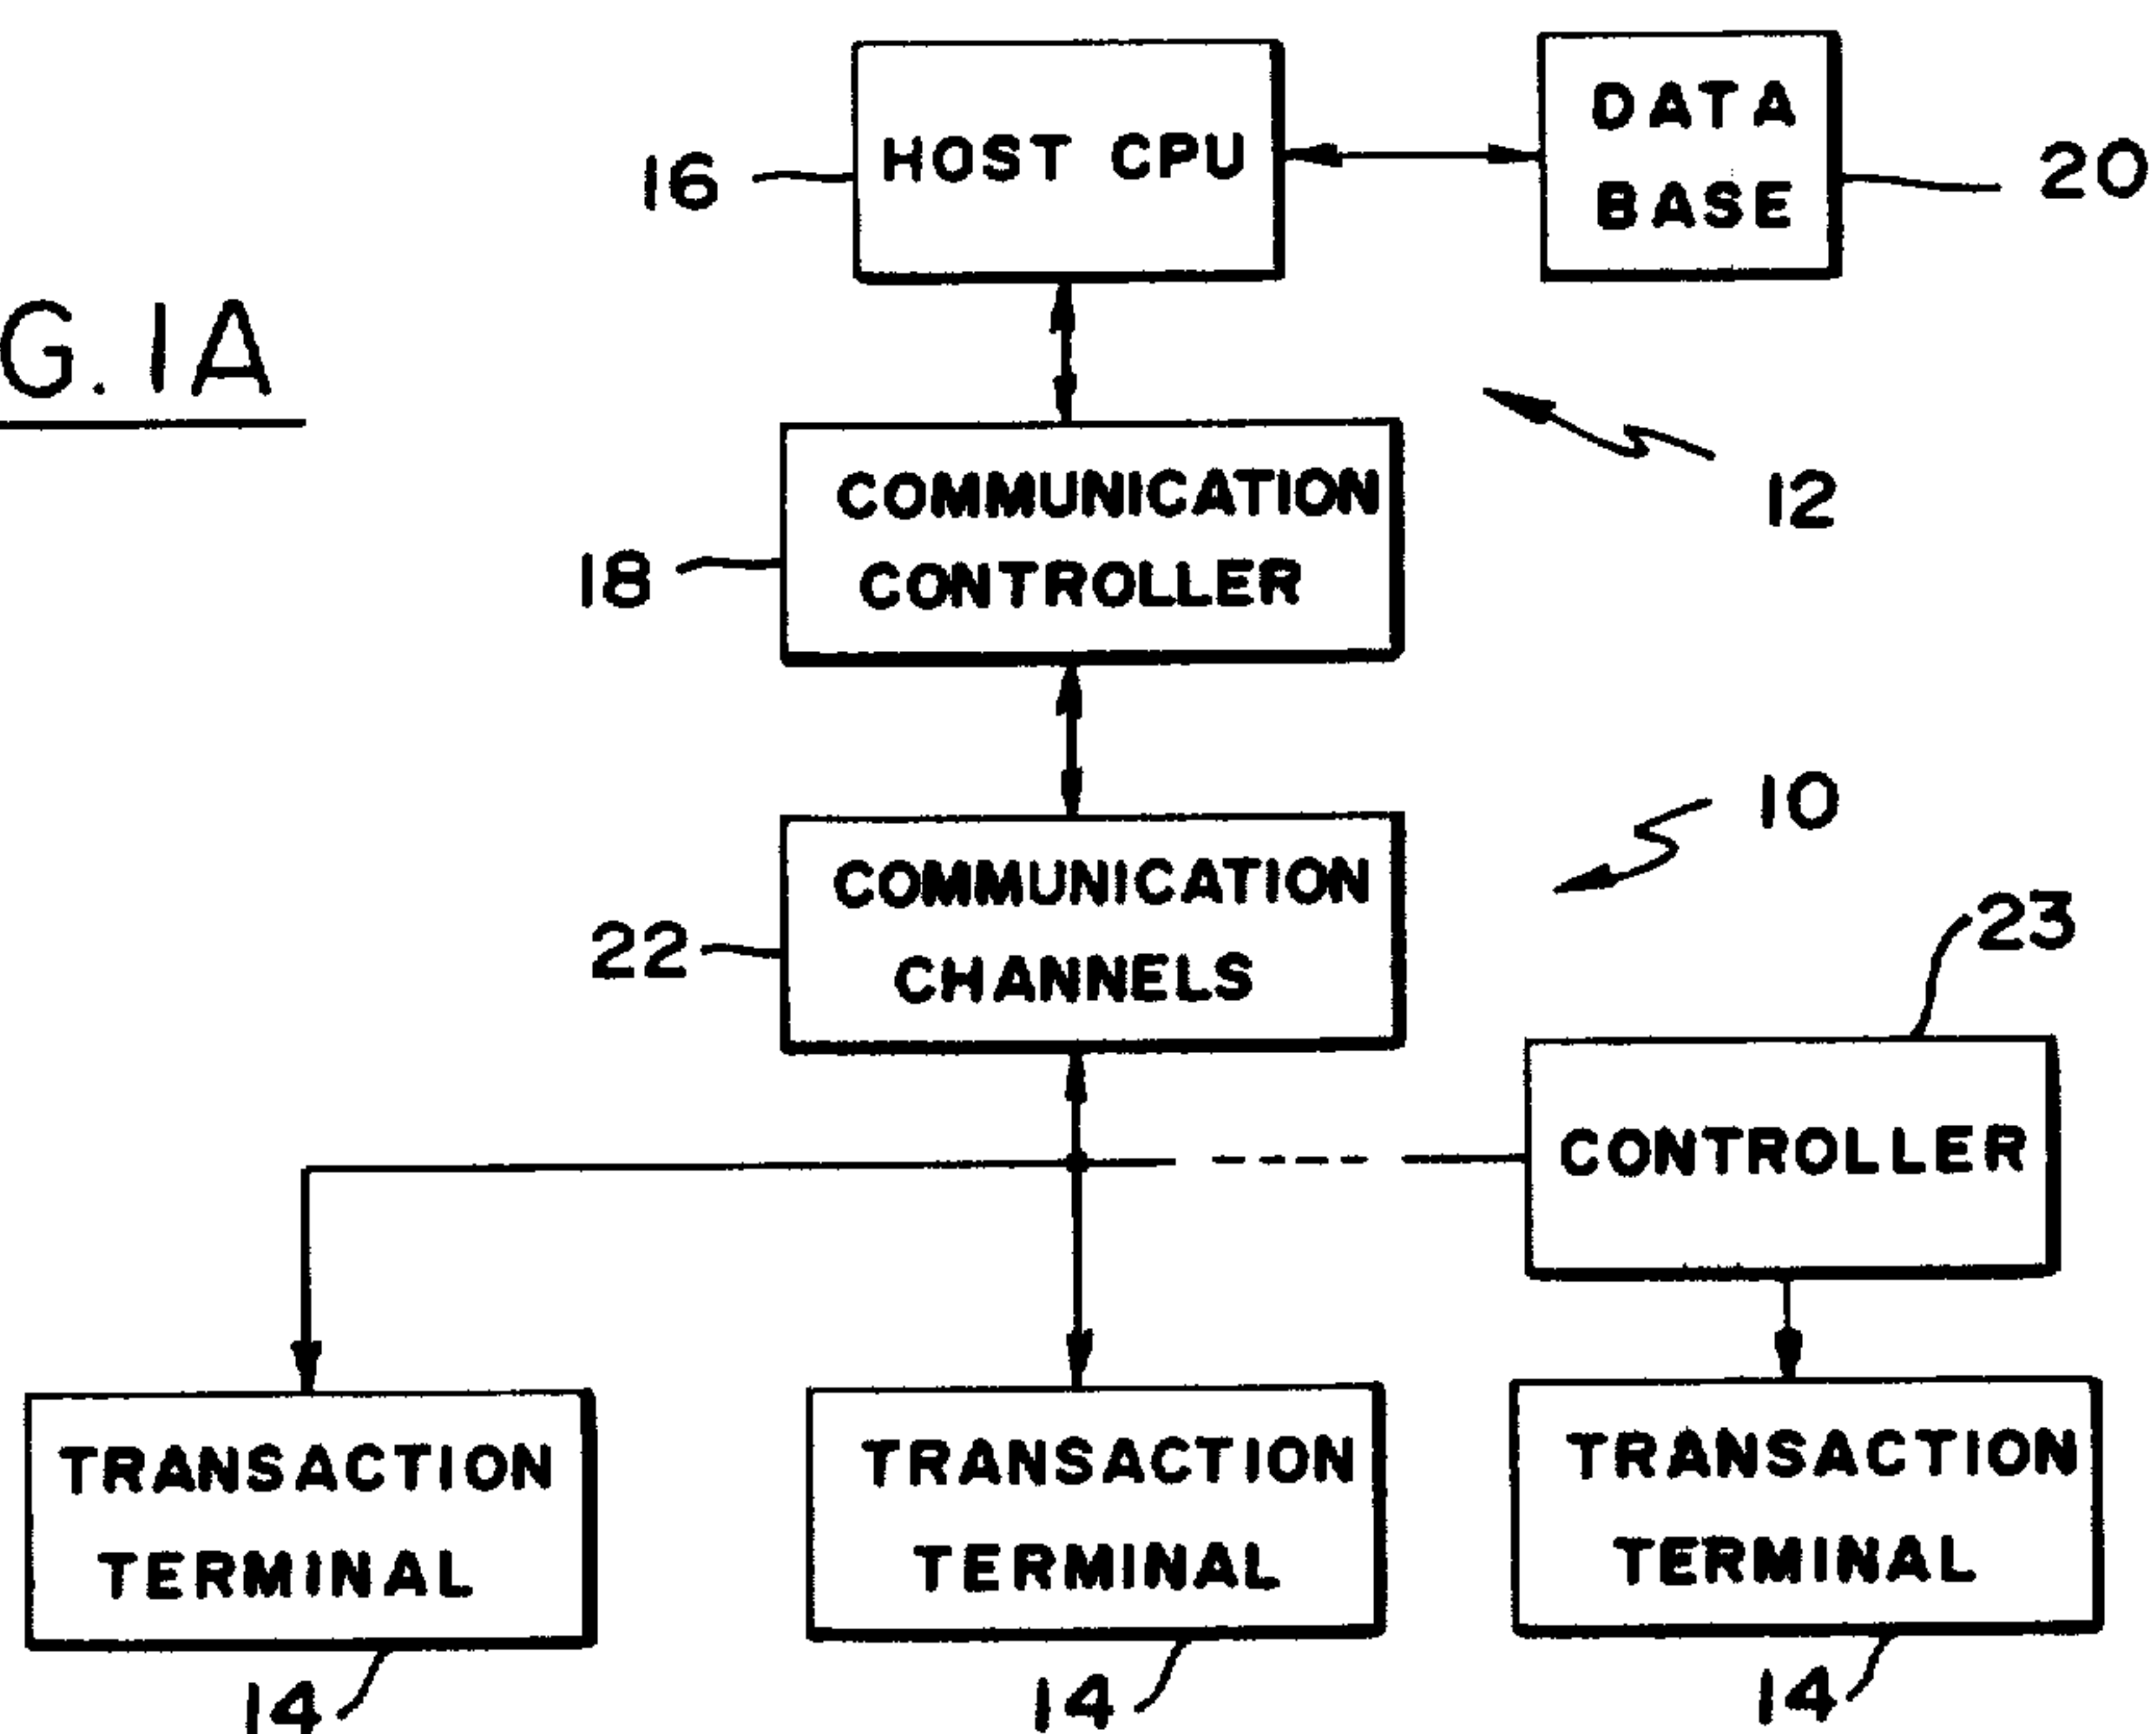 HOST CPU
DATA
BASE
16
20
G. 1A
COMMUNICATION
CONTROLLER
18
12
COMMUNICATION
CHANNELS
22
10
23
CONTROLLER
TRANSACTION
TERMINAL
TRANSACTION
TERMINAL
TRANSACTION
TERMINAL
14
14
14